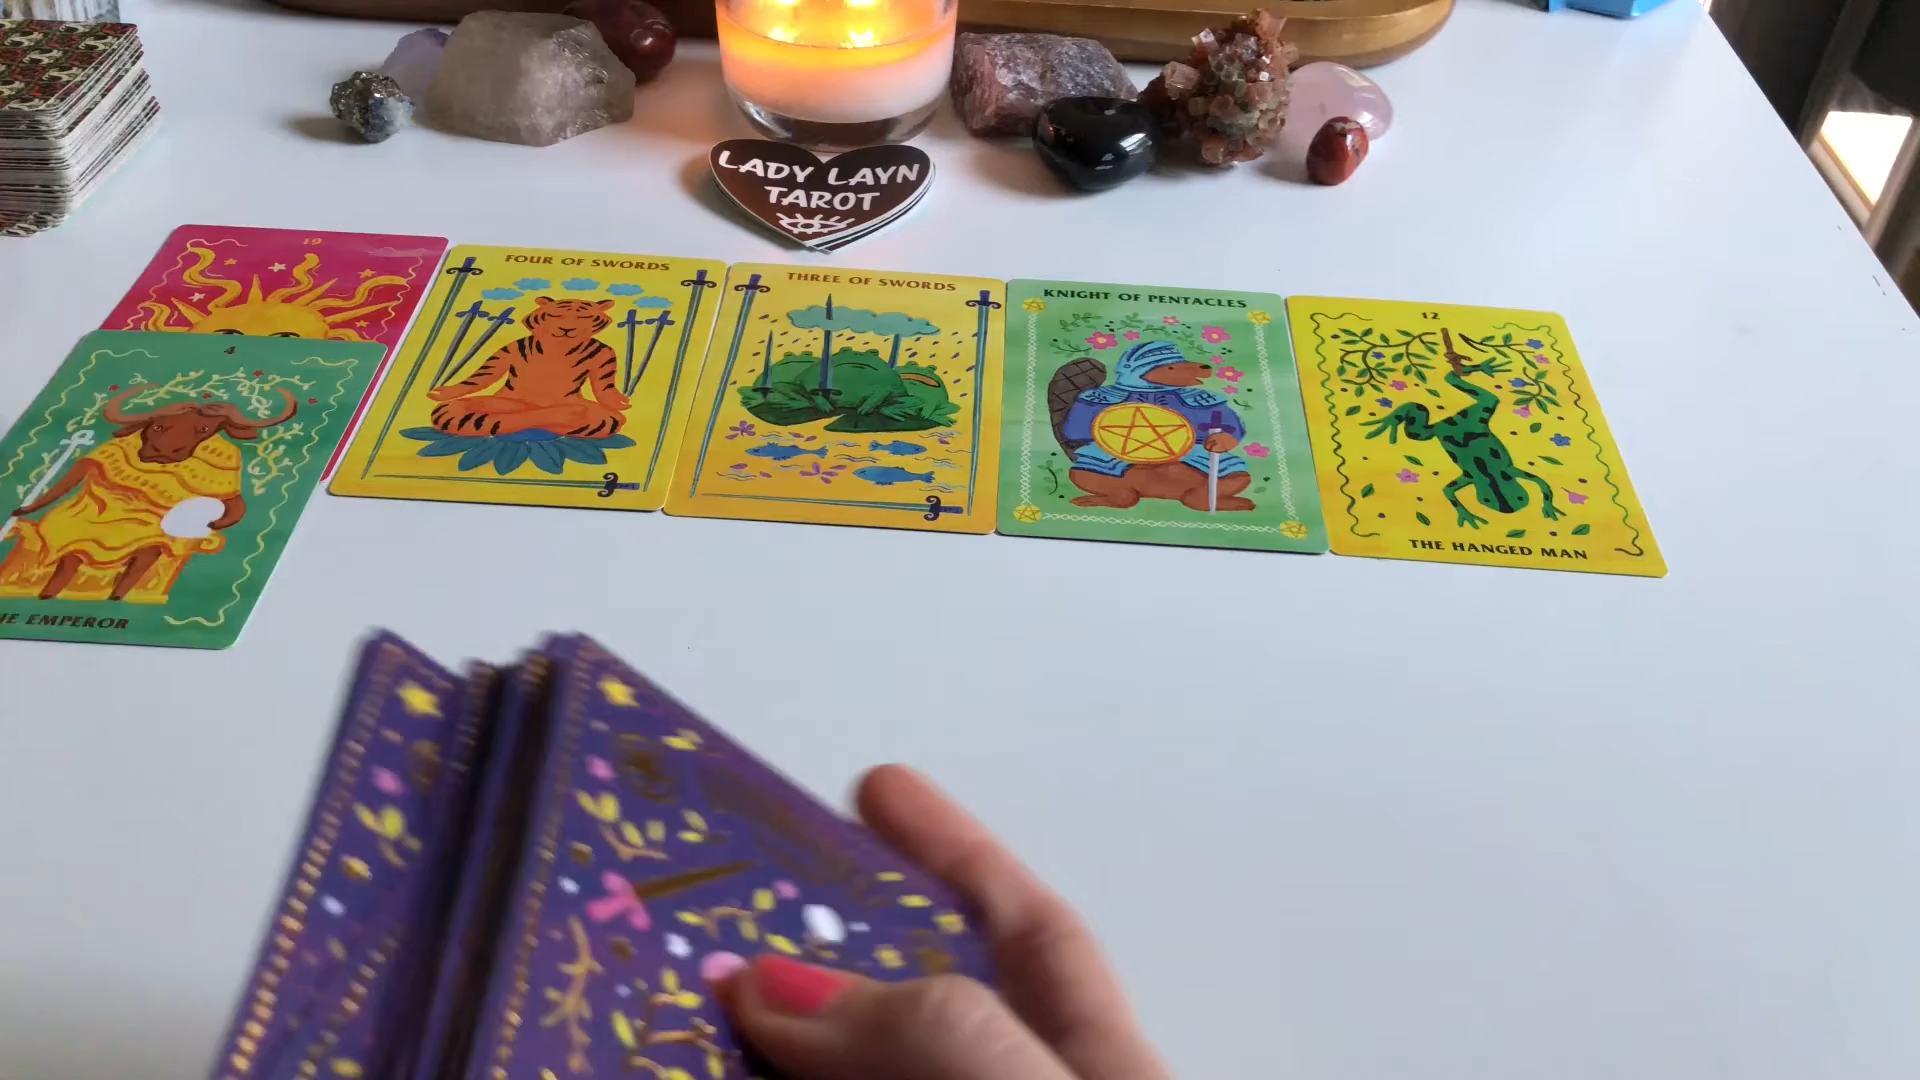 LADY LAYN
TAROT
19
FOUR OF SWORDS
THREE OF SWORDS
KNIGHT OF PENTACLES
12
THE HANGED MAN
4
HE EMPEROR